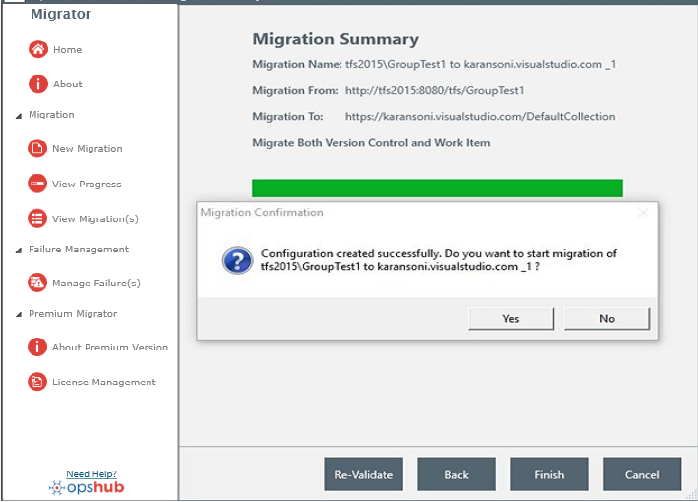 Migrator
Home
About
Migration
New Migration
View Progress
View Migration(s)
Failure Management
Manage Failure(s)
Premium Migrator
About Premium Version
License Management
Need Help?
opshub
Migration Summary
Migration Name: tfs2015\GroupTest1 to karansoni.visualstudio.com _1
Migration From: http://tfs2015:8080/tfs/GroupTest1
Migration To: https://karansoni.visualstudio.com/DefaultCollection
Migrate Both Version Control and Work Item
Migration Confirmation
Configuration created successfully. Do you want to start migration of
tfs2015\GroupTest1 to karansoni.visualstudio.com _1 ?
Yes No
Re-Validate Back Finish Cancel